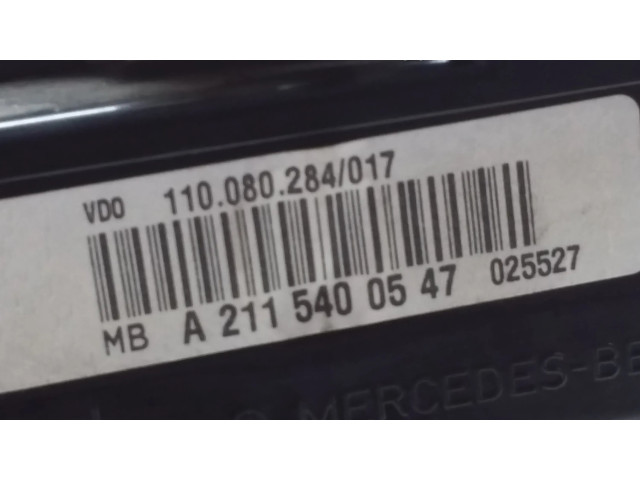 VDO 110.080.284/017
MB A 211 540 05 47 025527
MERCEDES-BE